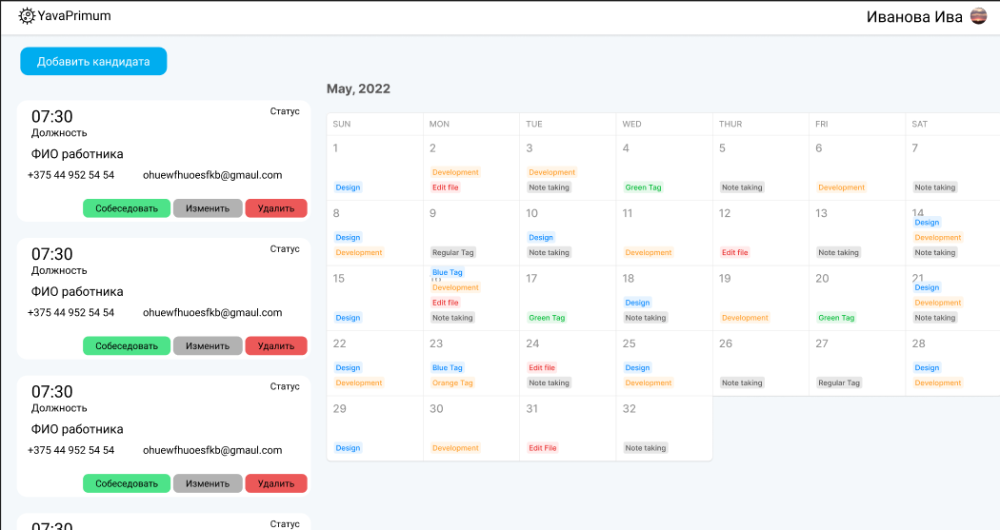 YavaPrimum
Иванова Ива
Добавить кандидата
07:30 Статус
Должность
ФИО работника
+375 44 952 54 54 ohuewfhuoesfkb@gmaul.com
Собеседовать Изменить Удалить
07:30 Статус
Должность
ФИО работника
+375 44 952 54 54 ohuewfhuoesfkb@gmaul.com
Собеседовать Изменить Удалить
07:30 Статус
Должность
ФИО работника
+375 44 952 54 54 ohuewfhuoesfkb@gmaul.com
Собеседовать Изменить Удалить
07:30 Статус
May, 2022
SUN MON TUE WED THUR FRI SAT
1 2 3 4 5 6 7
Development Development
Design Edit file Note taking Green Tag Note taking Development Note taking
8 9 10 11 12 13 14
Design
Design Design Development
Development Regular Tag Note taking Development Edit file Note taking Note taking
Blue Tag
15 17 18 19 20 21
Development Design
Edit file Design Development
Design Note taking Green Tag Note taking Development Green Tag Note taking
22 23 24 25 26 27 28
Design Blue Tag Edit file Design Design
Development Orange Tag Note taking Development Note taking Regular Tag Development
29 30 31 32
Design Development Edit File Note taking